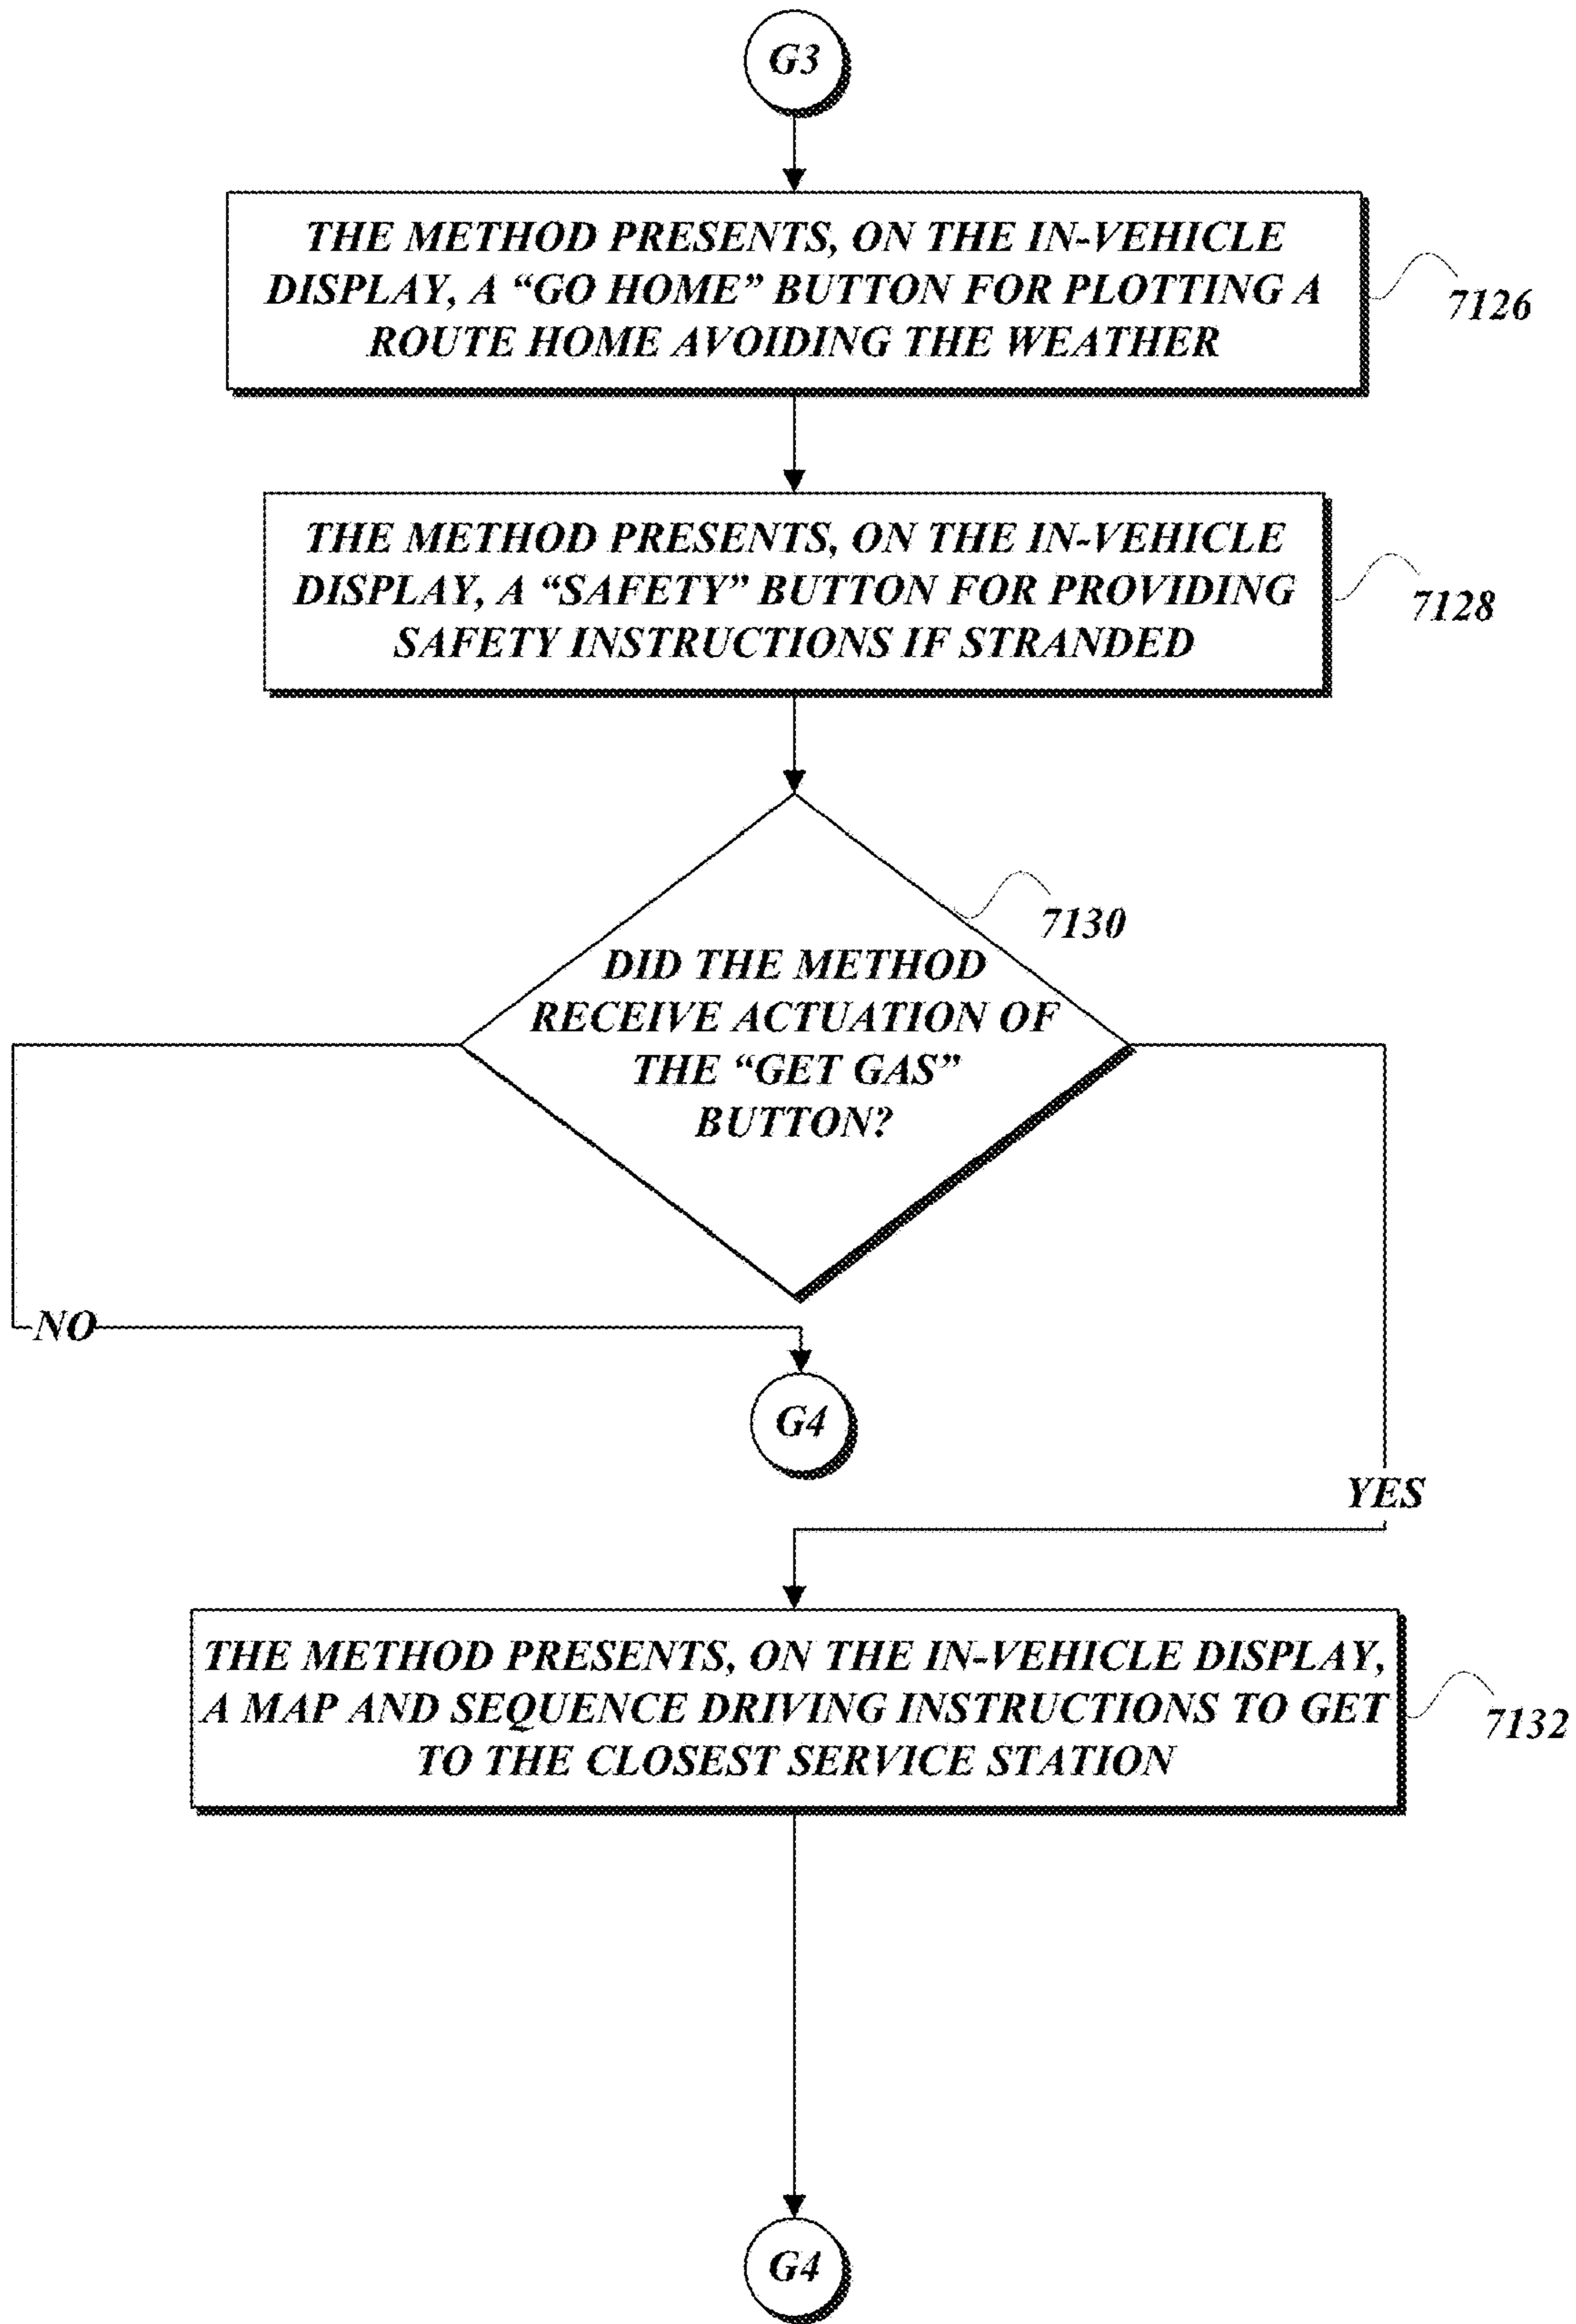 G3
THE METHOD PRESENTS, ON THE IN-VEHICLE
DISPLAY, A “GO HOME” BUTTON FOR PLOTTING A
ROUTE HOME AVOIDING THE WEATHER
7126
THE METHOD PRESENTS, ON THE IN-VEHICLE
DISPLAY, A “SAFETY” BUTTON FOR PROVIDING
SAFETY INSTRUCTIONS IF STRANDED
7128
7130
DID THE METHOD
RECEIVE ACTUATION OF
THE “GET GAS”
BUTTON?
NO
G4
YES
THE METHOD PRESENTS, ON THE IN-VEHICLE DISPLAY,
A MAP AND SEQUENCE DRIVING INSTRUCTIONS TO GET
TO THE CLOSEST SERVICE STATION
7132
G4